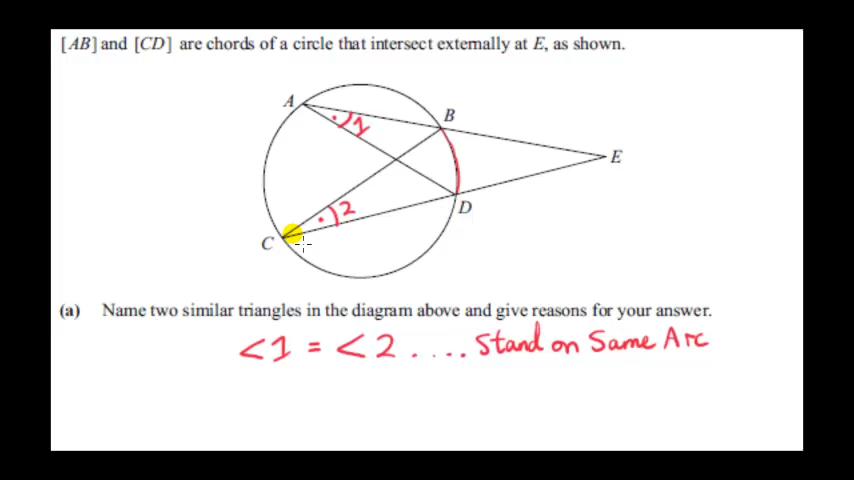 [AB] and [CD] are chords of a circle that intersect externally at E, as shown.
A
B
1
E
2
D
C
(a) Name two similar triangles in the diagram above and give reasons for your answer.
<1 = <2 .... Stand on Same Arc